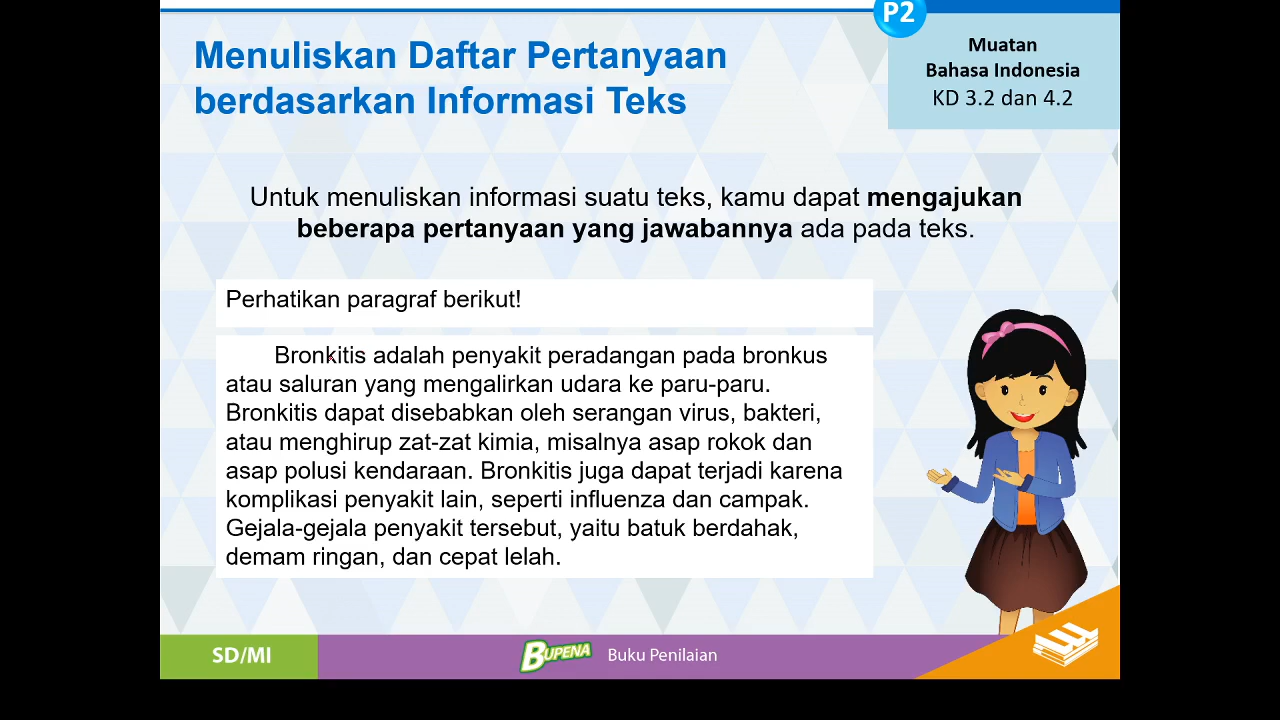 P2
Muatan
Bahasa Indonesia
KD 3.2 dan 4.2
Menuliskan Daftar Pertanyaan
berdasarkan Informasi Teks
Untuk menuliskan informasi suatu teks, kamu dapat mengajukan
beberapa pertanyaan yang jawabannya ada pada teks.
Perhatikan paragraf berikut!
Bronkitis adalah penyakit peradangan pada bronkus
atau saluran yang mengalirkan udara ke paru-paru.
Bronkitis dapat disebabkan oleh serangan virus, bakteri,
atau menghirup zat-zat kimia, misalnya asap rokok dan
asap polusi kendaraan. Bronkitis juga dapat terjadi karena
komplikasi penyakit lain, seperti influenza dan campak.
Gejala-gejala penyakit tersebut, yaitu batuk berdahak,
demam ringan, dan cepat lelah.
SD/MI
BUPENA
Buku Penilaian